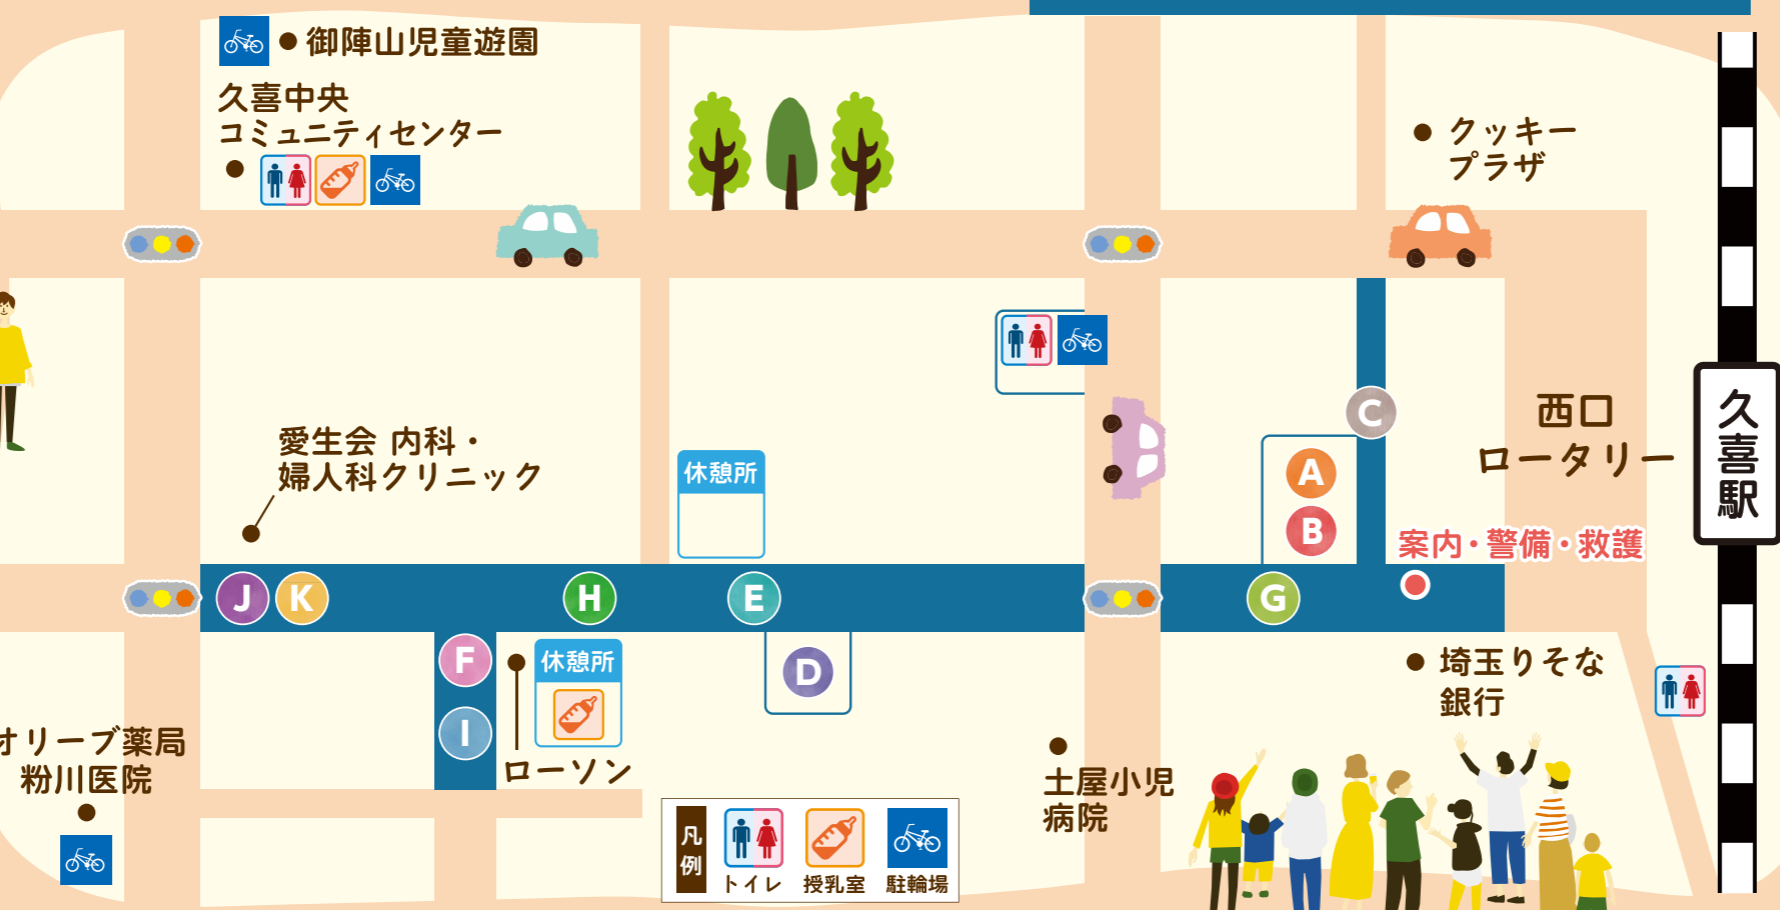 御陣山児童遊園
久喜中央
コミュニティセンター
クッキー
プラザ
西口
ロータリー
久喜駅
C
A
B
愛生会 内科・
婦人科クリニック
休憩所
案内・警備・救護
J
K
H
E
G
F
I
休憩所
D
ローソン
埼玉りそな
銀行
オリーブ薬局
粉川医院
土屋小児
病院
凡例
トイレ
授乳室
駐輪場